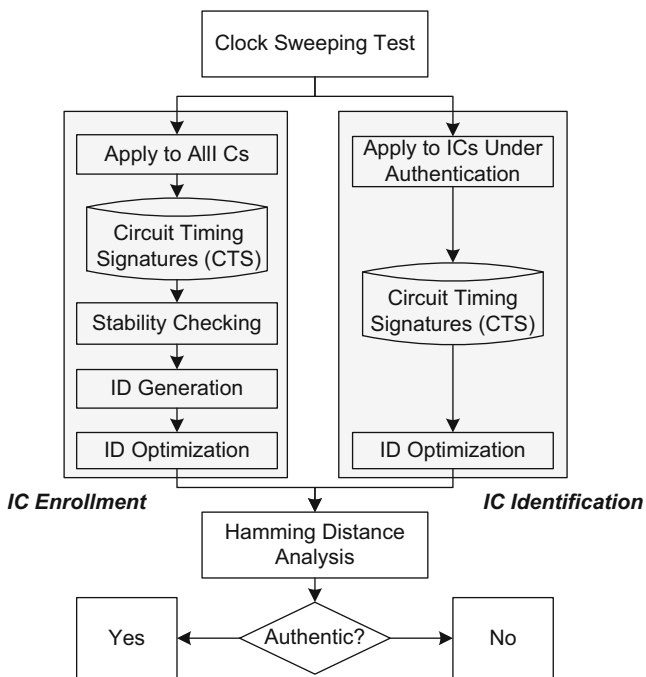 Clock Sweeping Test
Apply to AllI Cs
Circuit Timing
Signatures (CTS)
Stability Checking
ID Generation
ID Optimization
IC Enrollment
Apply to ICs Under
Authentication
Circuit Timing
Signatures (CTS)
ID Optimization
IC Identification
Hamming Distance
Analysis
Authentic?
Yes
No